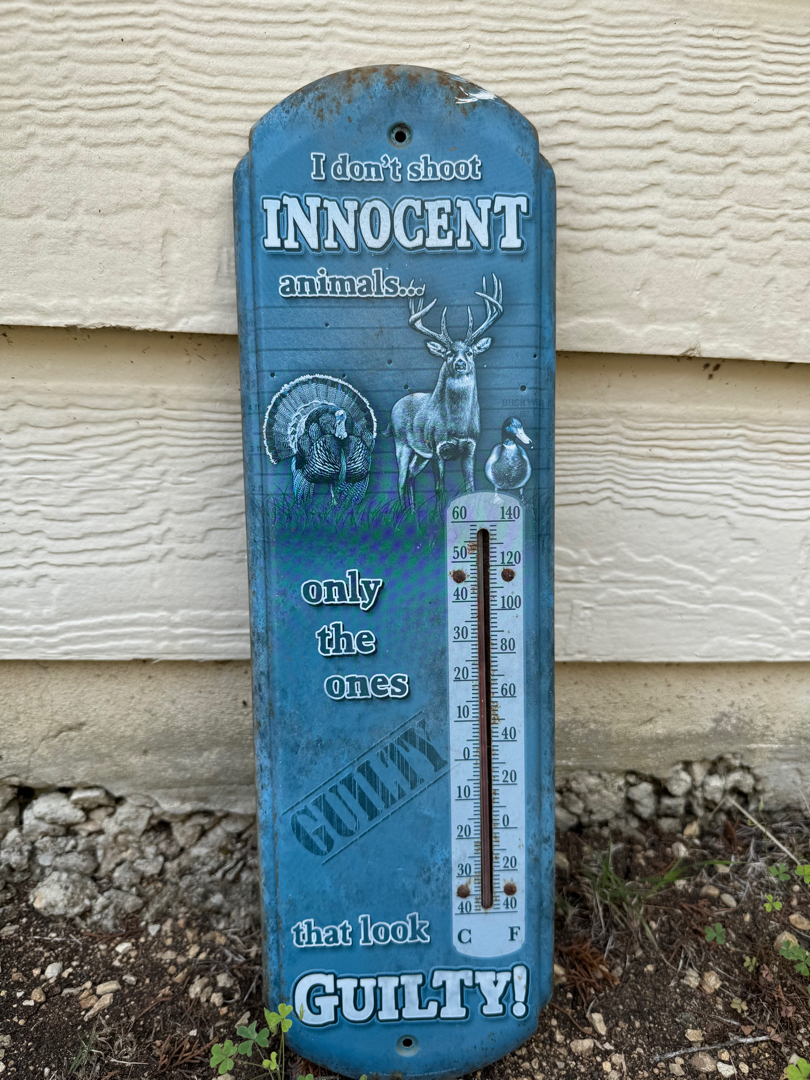 I don't shoot
INNOCENT
animals...
60 140
50 120
40 100
30 80
20 60
10 40
0 20
10 0
20 20
30 40
40
C F
only
the
ones
GUILTY
that look
GUILTY!